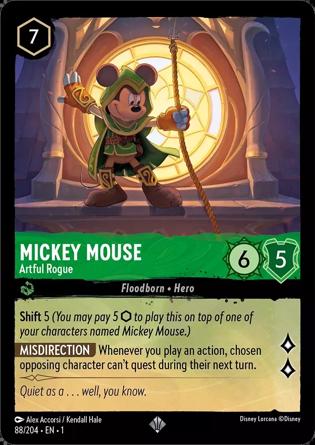 7
MICKEY MOUSE
Artful Rogue
6
5
Floodborn • Hero
Shift 5 (You may pay 5 ⬡ to play this on top of one of
your characters named Mickey Mouse.)
MISDIRECTION Whenever you play an action, chosen
opposing character can't quest during their next turn.
Quiet as a . . . well, you know.
Alex Accorsi / Kendall Hale
Disney Lorcana ©Disney
88/204 • EN • 1